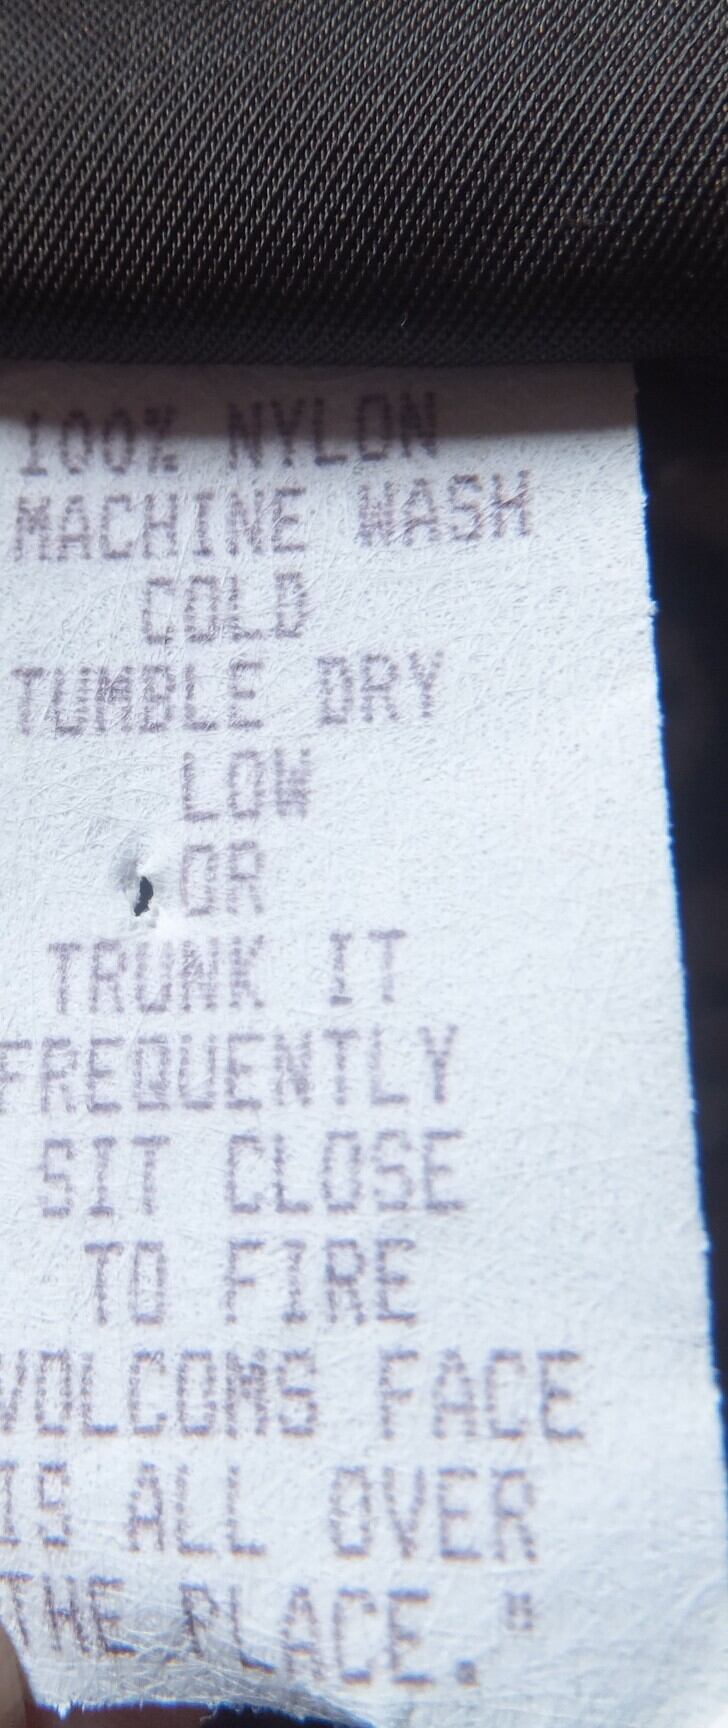 100% NYLON
MACHINE WASH
COLD
TUMBLE DRY
LOW
OR
TRUNK IT
FREQUENTLY
SIT CLOSE
TO FIRE
VOLCOMS FACE
IS ALL OVER
THE PLACE."